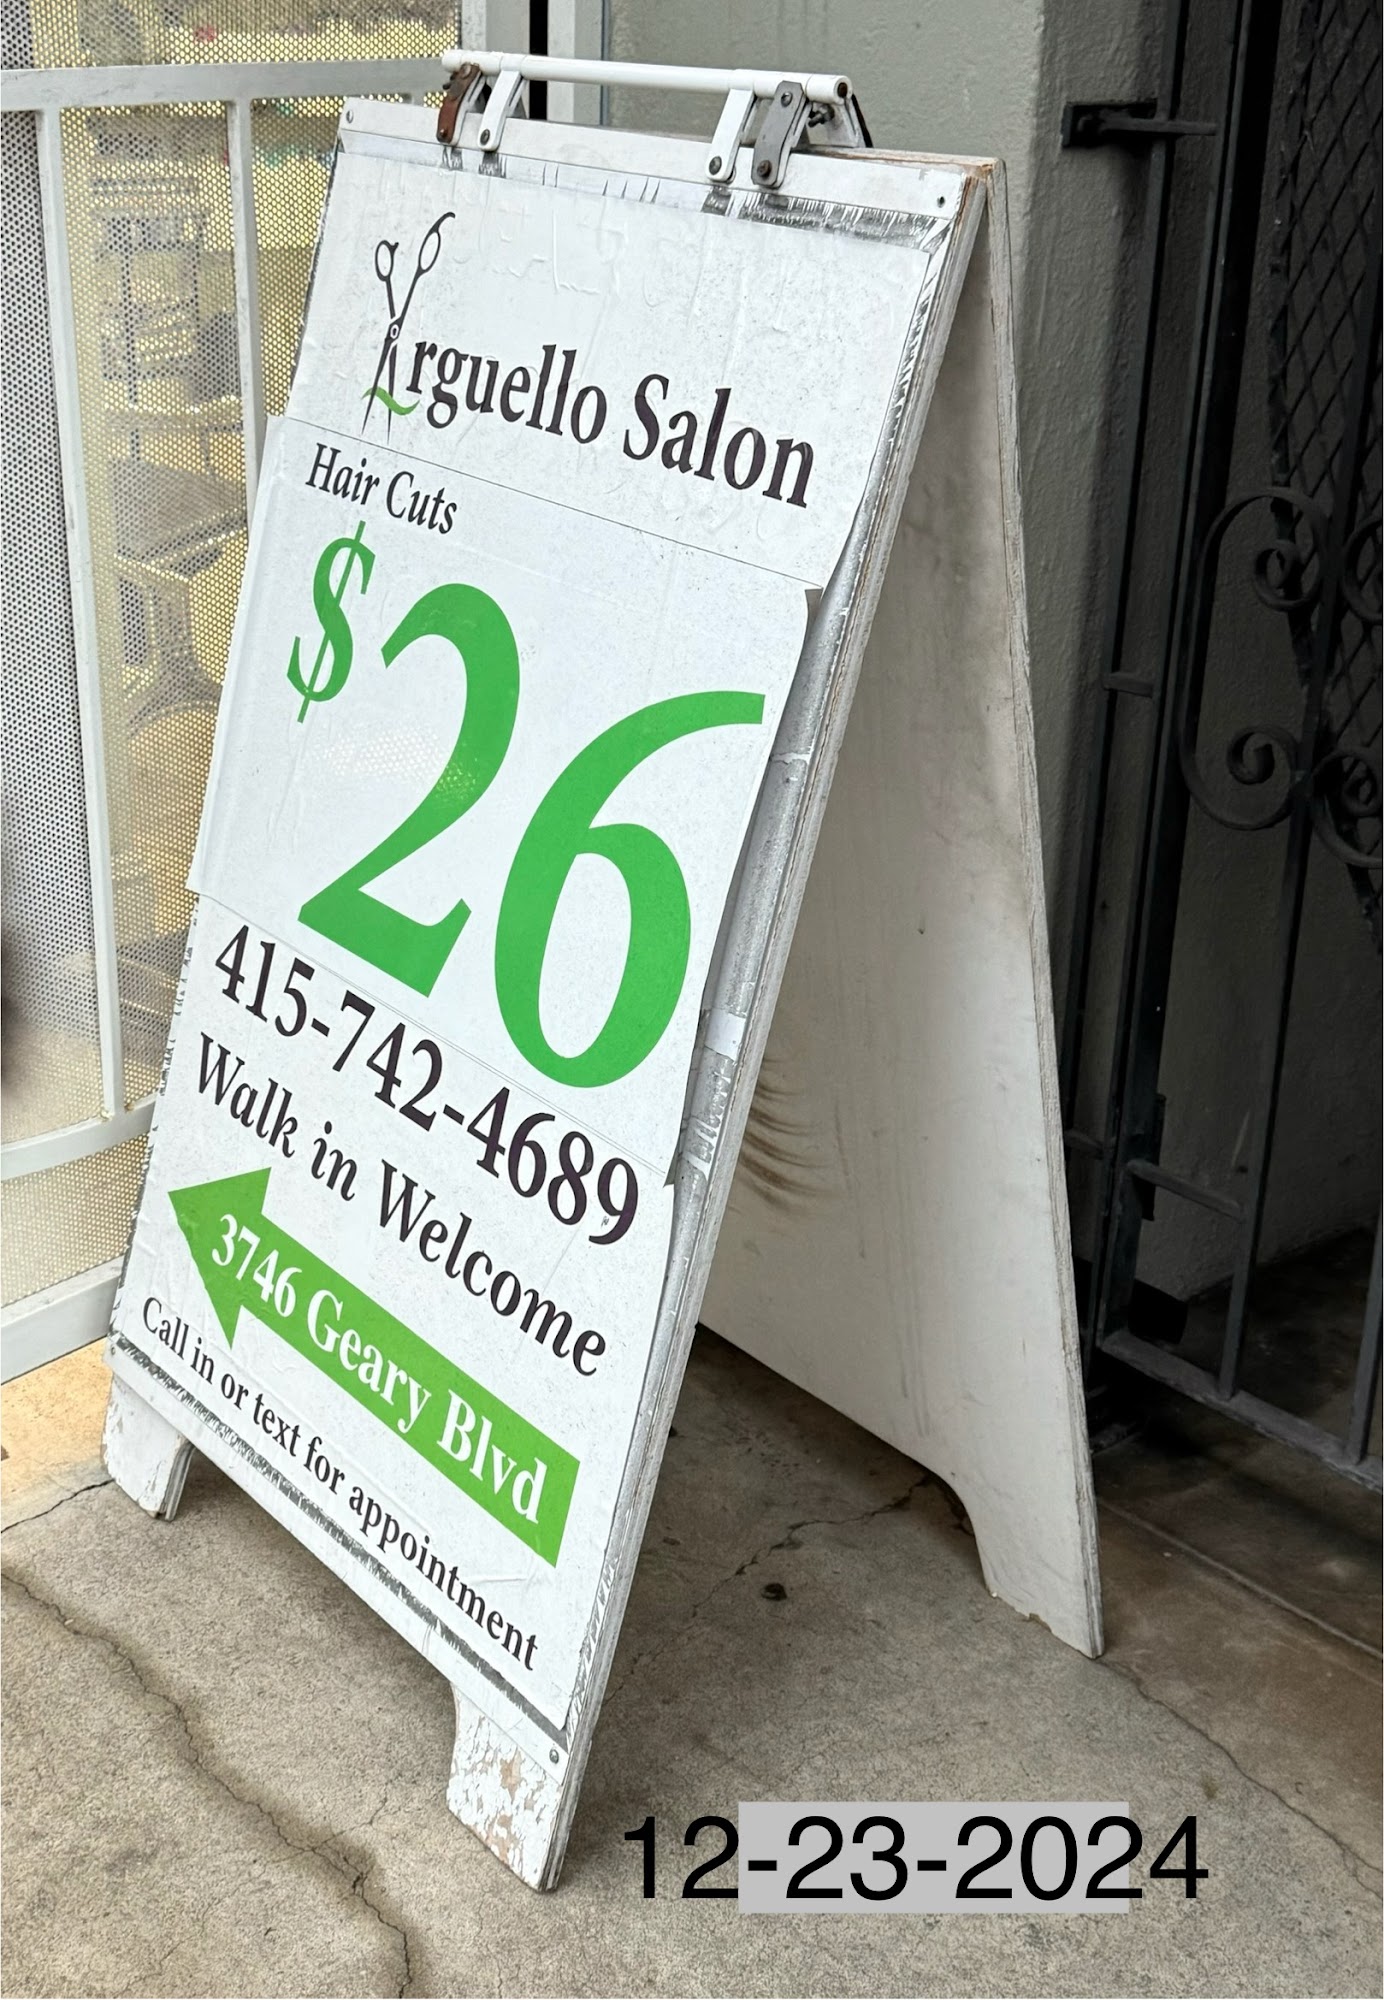 Arguello Salon
Hair Cuts
$26
415-742-4689
Walk in Welcome
3746 Geary Blvd
Call in or text for appointment
12-23-2024